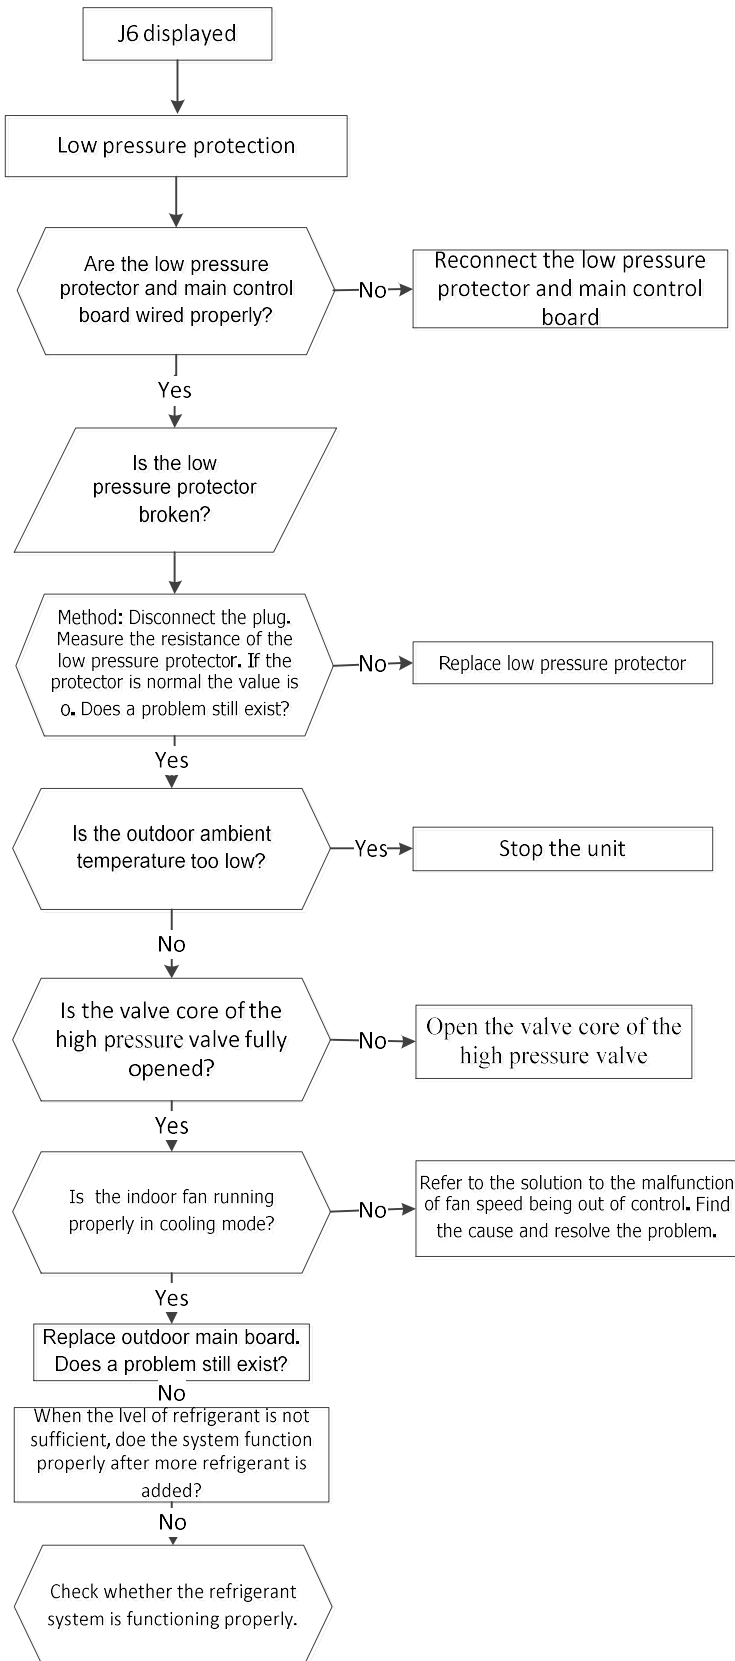 J6 displayed
Low pressure protection
Are the low pressure
protector and main control
board wired properly?
No
Reconnect the low pressure
protector and main control
board
Yes
Is the low
pressure protector
broken?
Method: Disconnect the plug.
Measure the resistance of the
low pressure protector. If the
protector is normal the value is
0. Does a problem still exist?
No
Replace low pressure protector
Yes
Is the outdoor ambient
temperature too low?
Yes
Stop the unit
No
Is the valve core of the
high pressure valve fully
opened?
No
Open the valve core of the
high pressure valve
Yes
Is the indoor fan running
properly in cooling mode?
No
Refer to the solution to the malfunction
of fan speed being out of control. Find
the cause and resolve the problem.
Yes
Replace outdoor main board.
Does a problem still exist?
No
When the lvel of refrigerant is not
sufficient, doe the system function
properly after more refrigerant is
added?
No
Check whether the refrigerant
system is functioning properly.